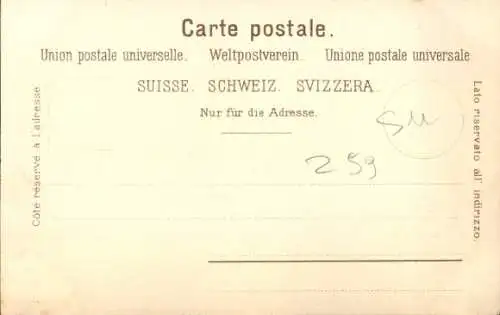 Carte postale.
Union postale universelle. Weltpostverein. Unione postale universale
SUISSE. SCHWEIZ. SVIZZERA.
Nur für die Adresse.
Côté réservé à l'adresse.
Lato riservato all' indirizzo.
259